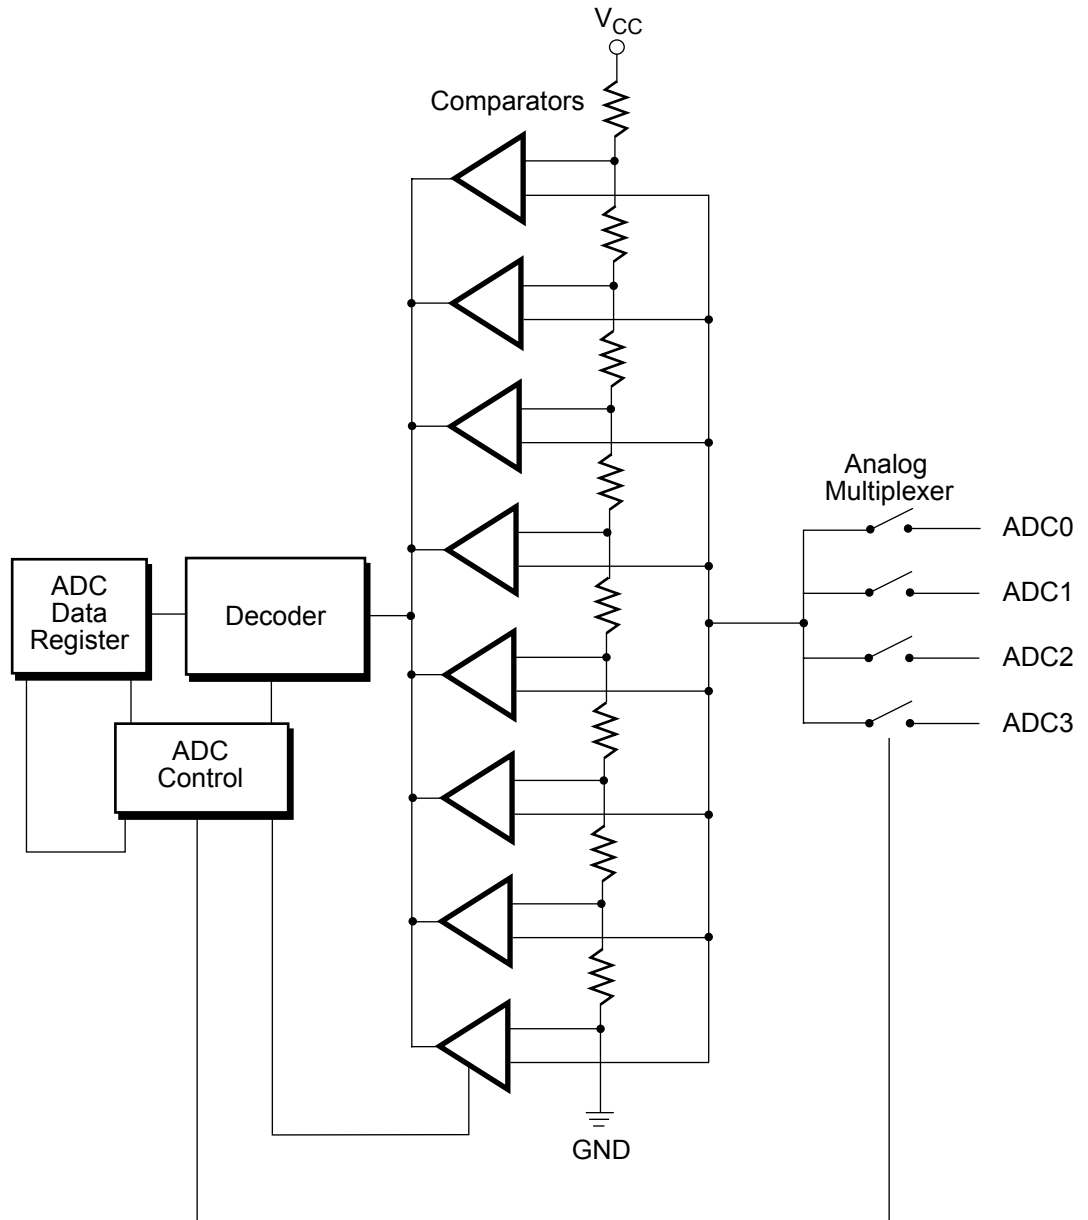 VCC
Comparators
Analog
Multiplexer
ADC0
ADC1
ADC2
ADC3
ADC
Data
Register
Decoder
ADC
Control
GND